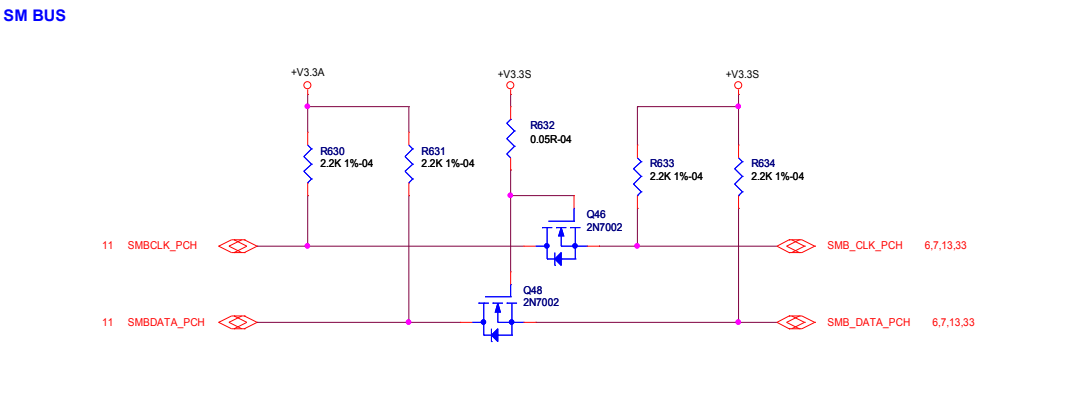 SM BUS
+V3.3A
+V3.3S
+V3.3S
R632
0.05R-04
R630
2.2K 1%-04
R631
2.2K 1%-04
R633
2.2K 1%-04
R634
2.2K 1%-04
Q46
2N7002
11 SMBCLK_PCH
SMB_CLK_PCH 6,7,13,33
Q48
2N7002
11 SMBDATA_PCH
SMB_DATA_PCH 6,7,13,33